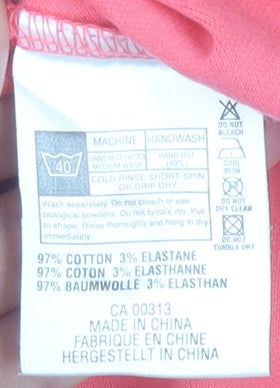 MACHINE HANDWASH
40°
HAND HOT (40°C) MEDIUM WASH
HAND HOT (40°C)
COLD RINSE SHORT SPIN
OR DRIP DRY
Wash separately. Do not bleach or use
biological powders. Do not tumble dry. Put
to shape. Rinse thoroughly and hang to dry
immediately.
DO NOT
BLEACH
COOL
IRON
DO NOT
DRY CLEAN
DO NOT
TUMBLE DRY
97% COTTON 3% ELASTANE
97% COTON 3% ELASTHANNE
97% BAUMWOLLE 3% ELASTHAN
CA 00313
MADE IN CHINA
FABRIQUE EN CHINE
HERGESTELLT IN CHINA